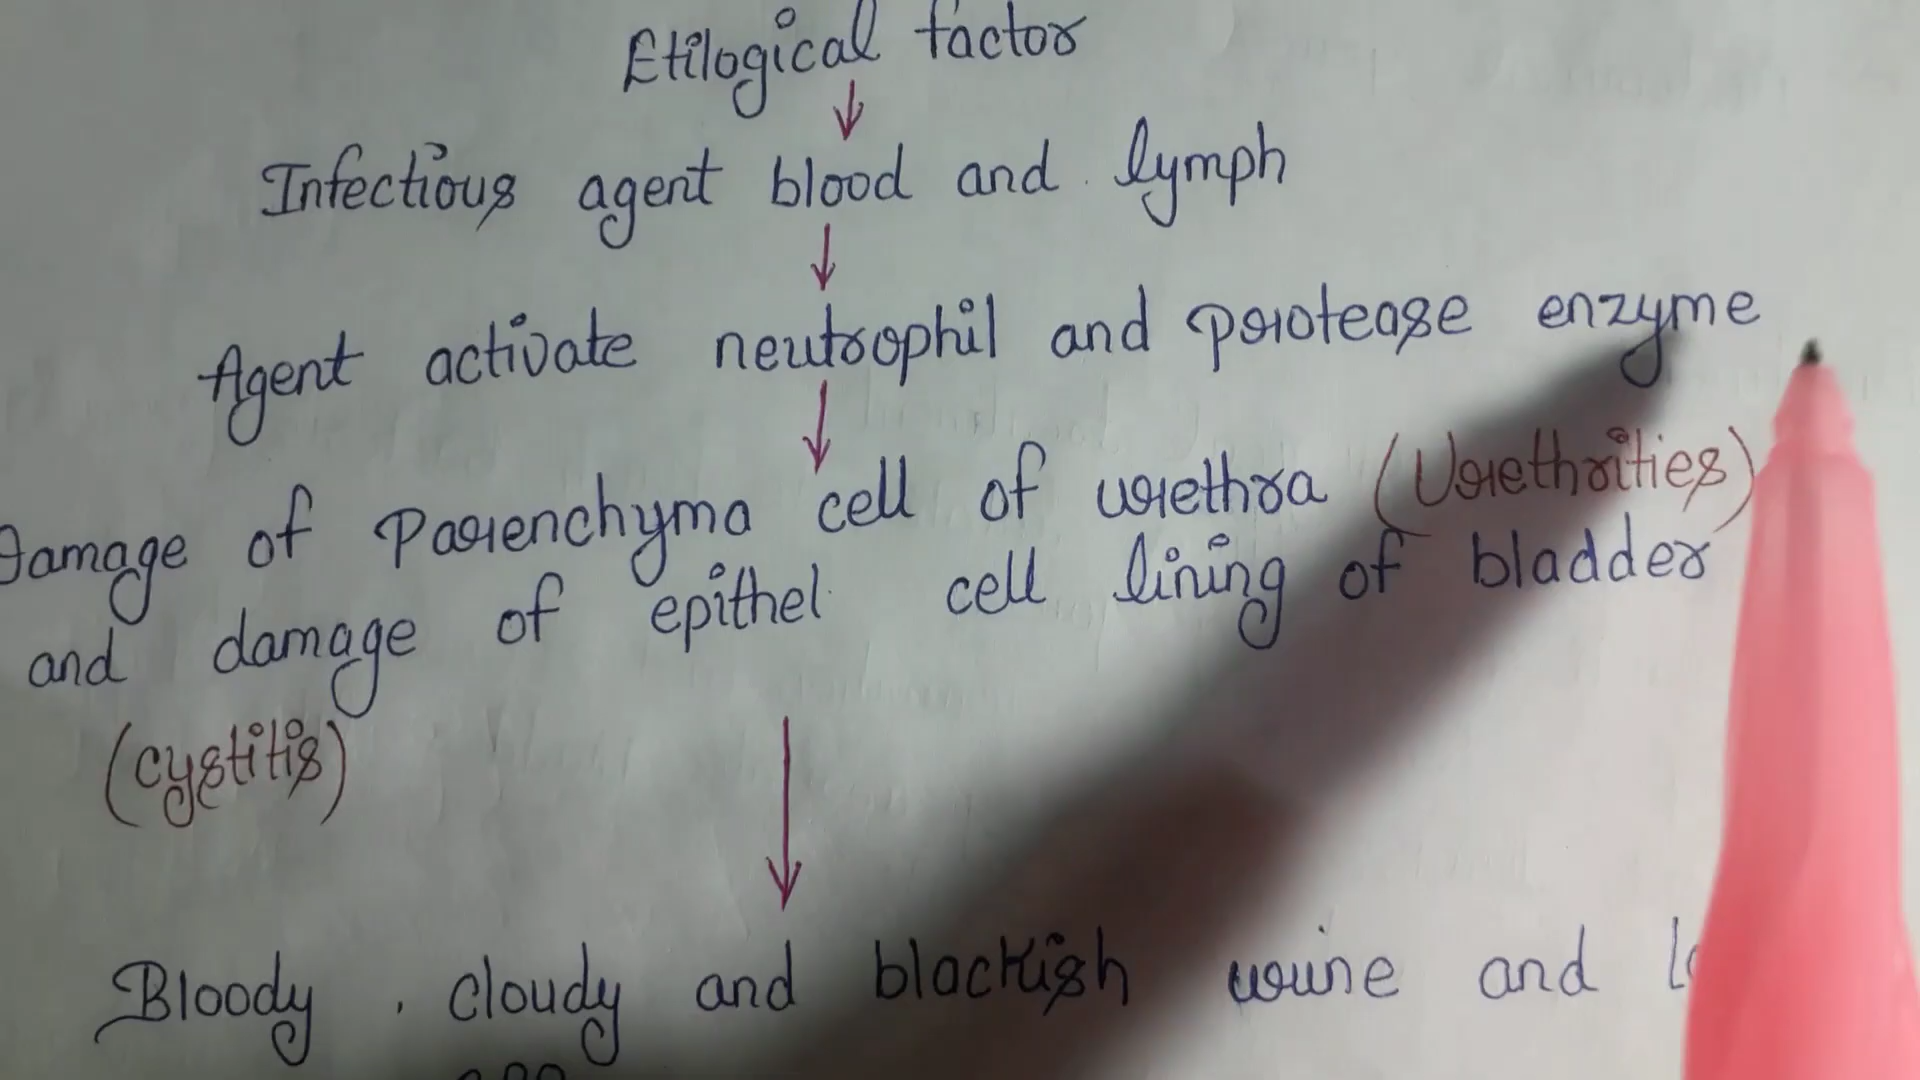 Etilogical factor
Infectious agent blood and lymph
Agent activate neutrophil and protease enzyme
Damage of Parenchyma cell of urethra (Urethrities)
and damage of epithel cell lining of bladder
(cystitis)
Bloody, cloudy and blackish urine and